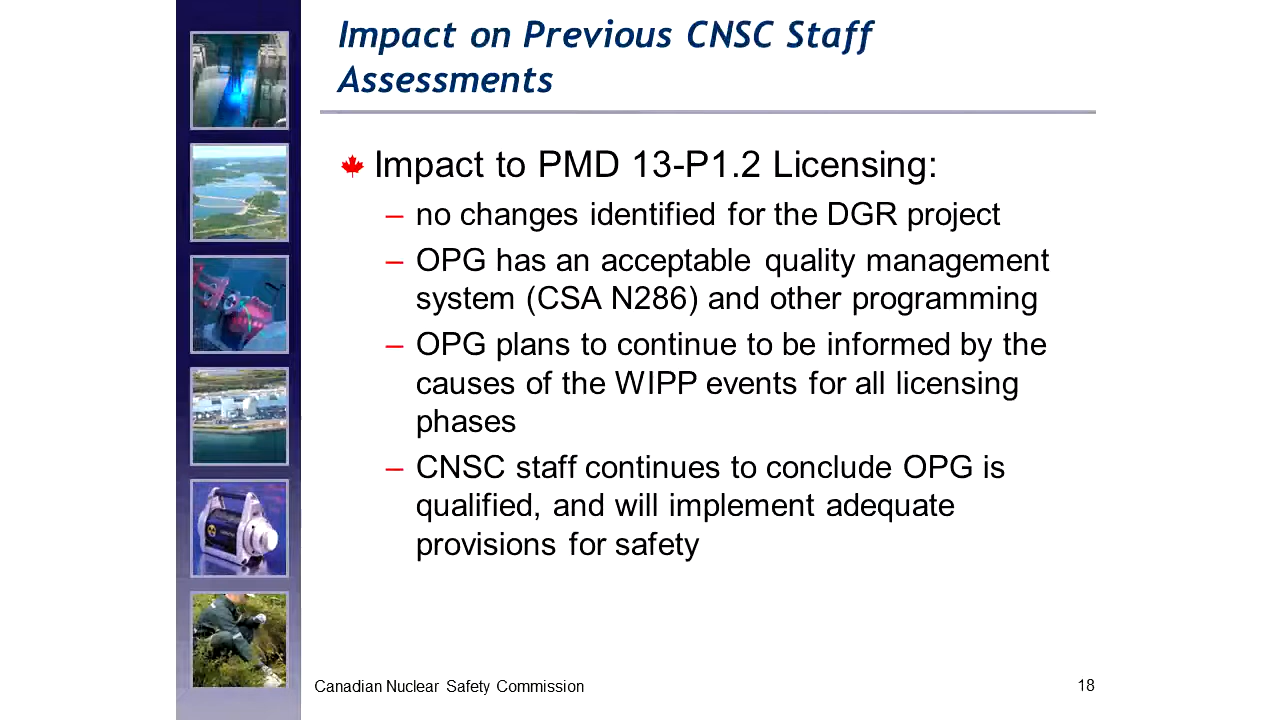 Impact on Previous CNSC Staff
Assessments
Impact to PMD 13-P1.2 Licensing:
– no changes identified for the DGR project
– OPG has an acceptable quality management
system (CSA N286) and other programming
– OPG plans to continue to be informed by the
causes of the WIPP events for all licensing
phases
– CNSC staff continues to conclude OPG is
qualified, and will implement adequate
provisions for safety
Canadian Nuclear Safety Commission
18